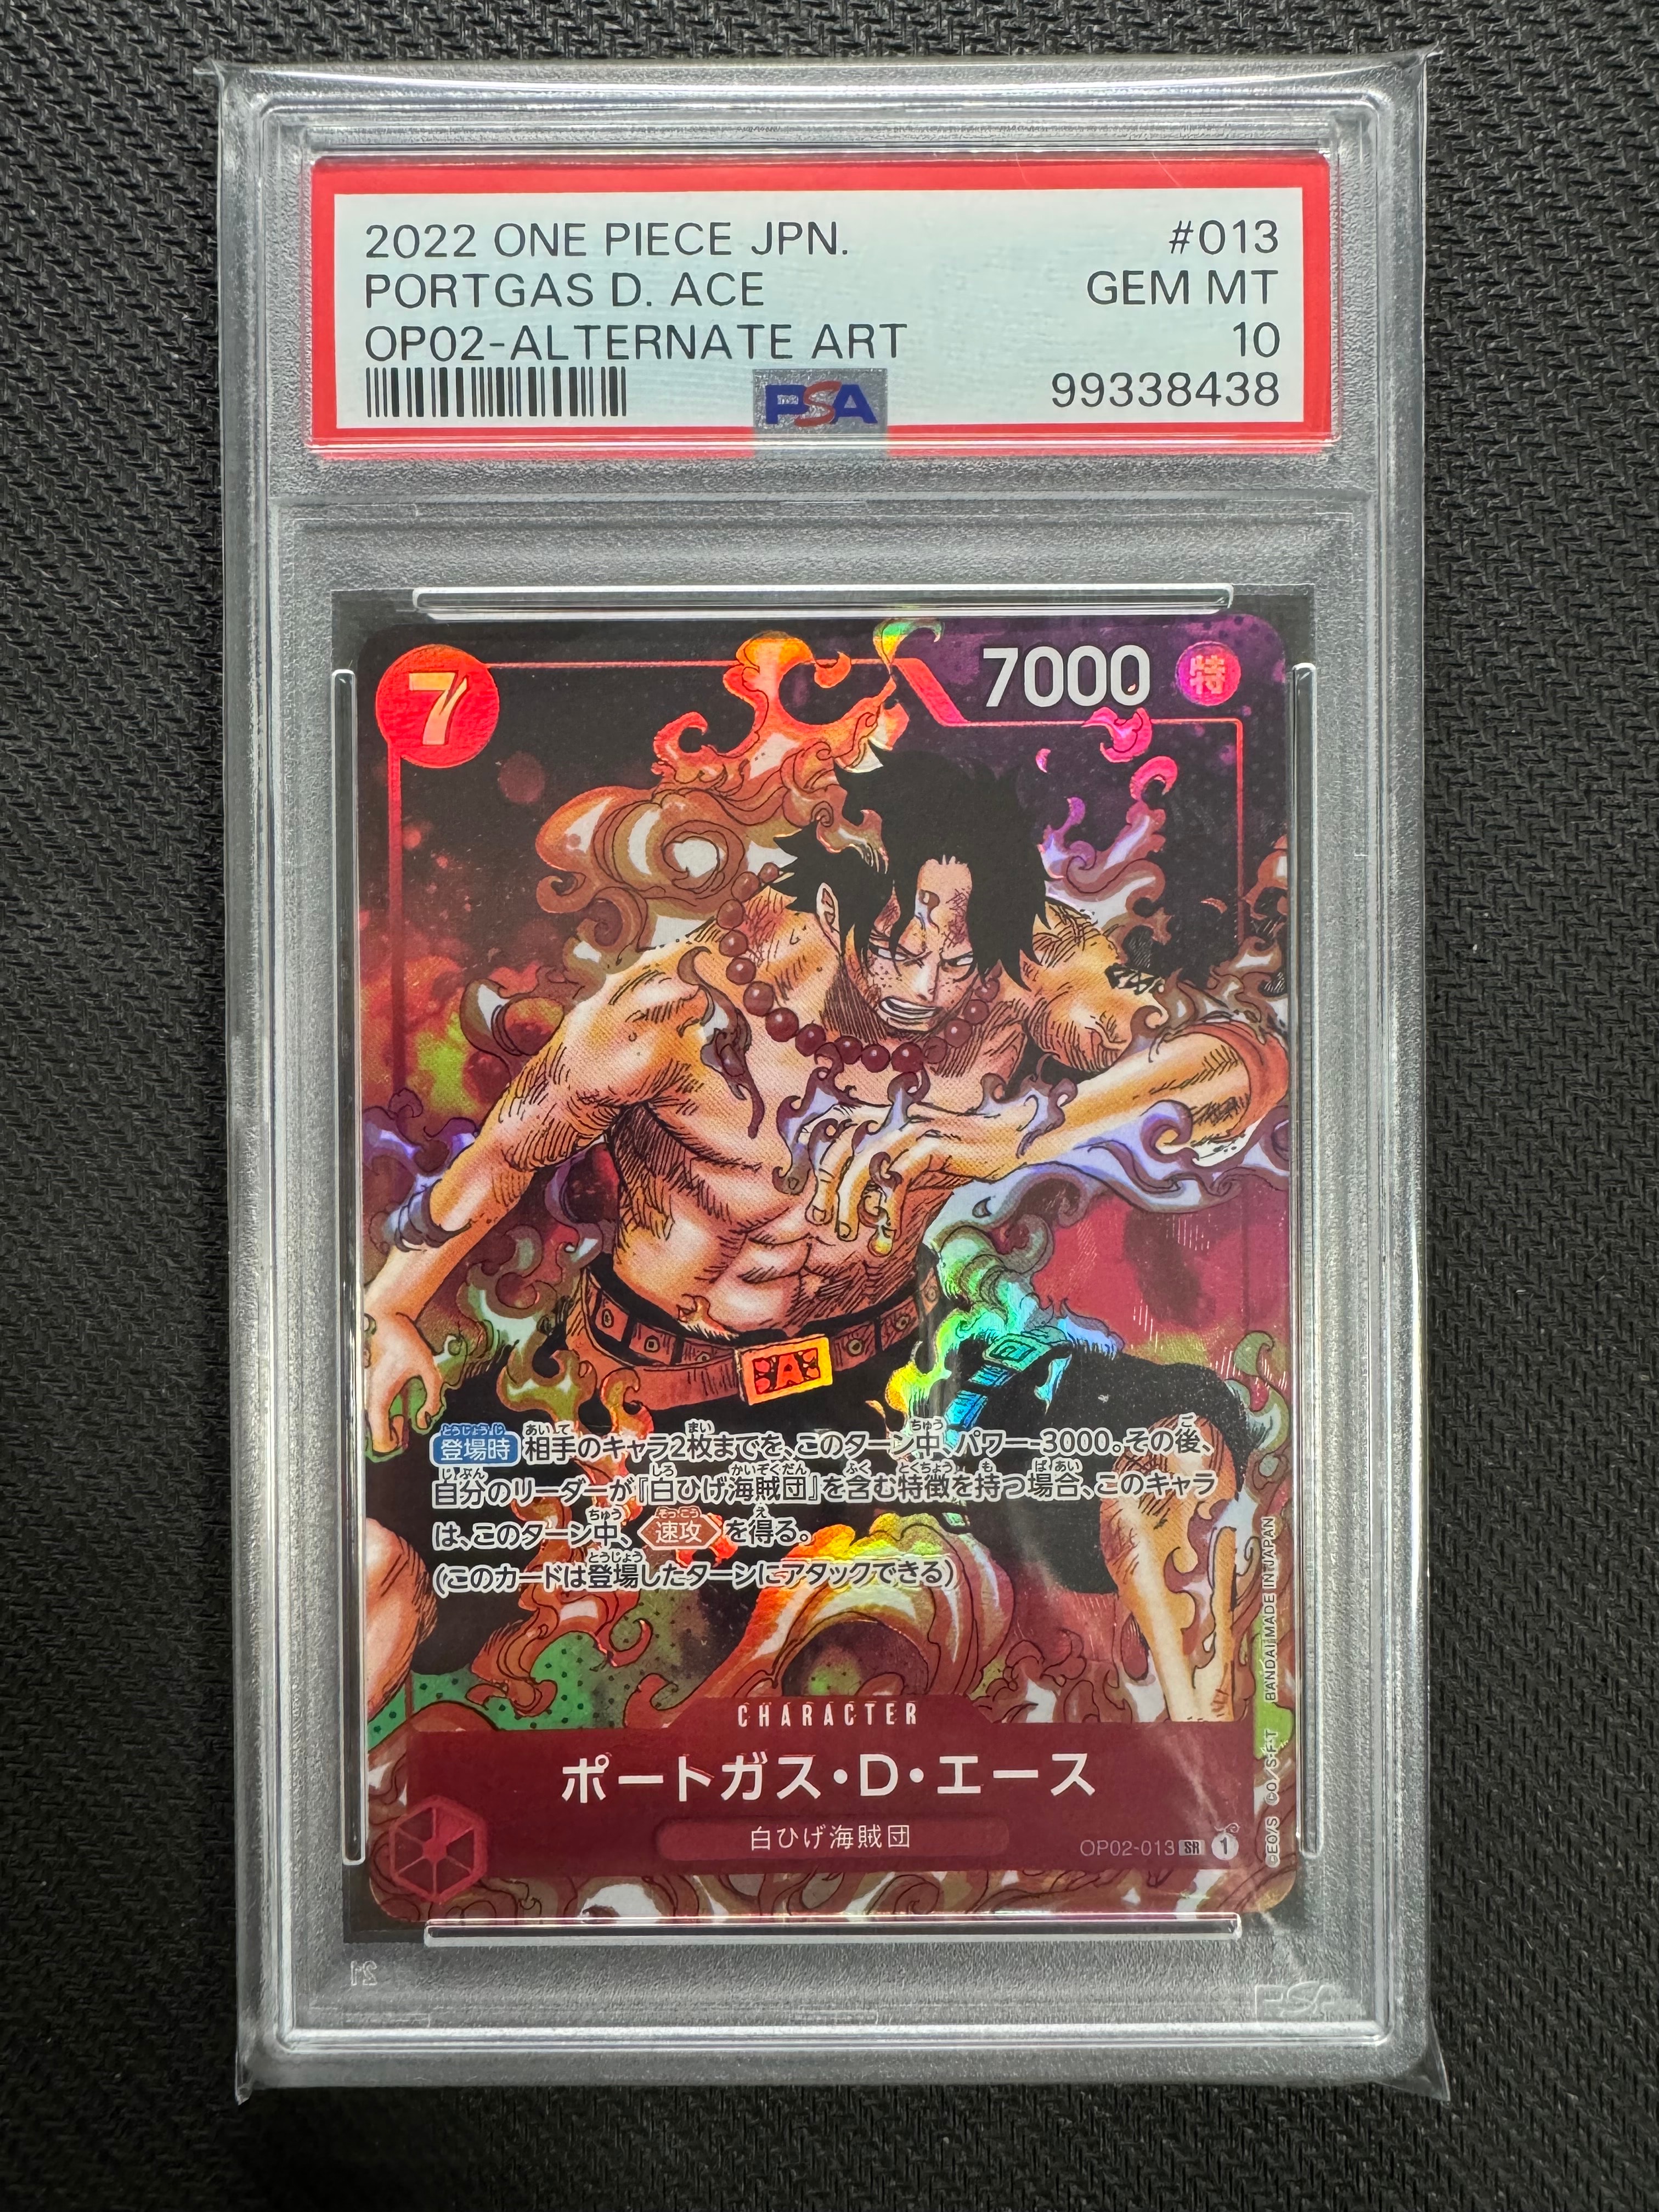 2022 ONE PIECE JPN. #013
PORTGAS D. ACE GEM MT
OP02-ALTERNATE ART 10
PSA 99338438
7 7000 特
登場時 相手のキャラ2枚までを、このターン中、パワー-3000。その後、
自分のリーダーが『白ひげ海賊団』を含む特徴を持つ場合、このキャラ
は、このターン中、速攻を得る。
(このカードは登場したターンにアタックできる)
A
CHARACTER
ポートガス・D・エース
白ひげ海賊団
OP02-013 SR 1
©EO/S ©O/S・F・T BANDAI MADE IN JAPAN
21
PSA